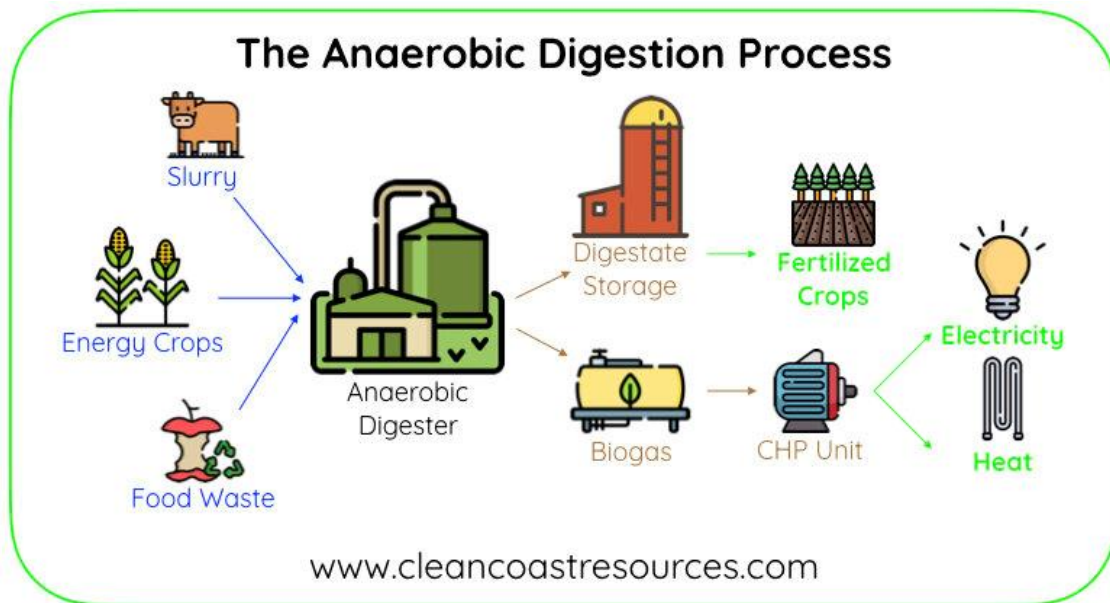 The Anaerobic Digestion Process
Slurry
Energy Crops
Food Waste
Anaerobic
Digester
Digestate
Storage
Fertilized
Crops
Biogas
CHP Unit
Electricity
Heat
www.cleancoastresources.com